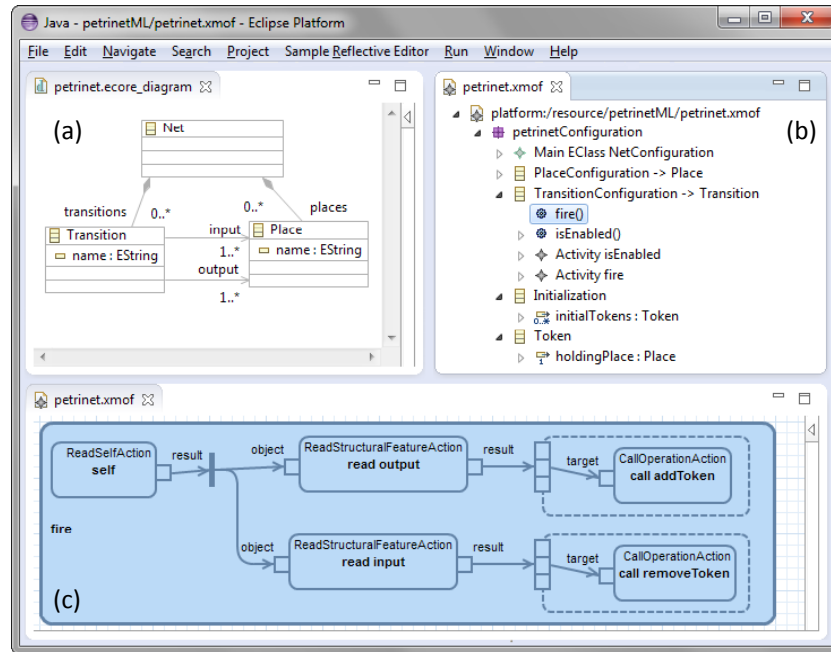 Java - petrinetML/petrinet.xmof - Eclipse Platform
File Edit Navigate Search Project Sample Reflective Editor Run Window Help
petrinet.ecore_diagram
(a)
Net
transitions
0..*
0..*
places
Transition
name : EString
input
1..*
output
1..*
Place
name : EString
petrinet.xmof
(b)
platform:/resource/petrinetML/petrinet.xmof
petrinetConfiguration
Main EClass NetConfiguration
PlaceConfiguration -> Place
TransitionConfiguration -> Transition
fire()
isEnabled()
Activity isEnabled
Activity fire
Initialization
0..* initialTokens : Token
Token
1 holdingPlace : Place
petrinet.xmof
ReadSelfAction
self
result
object
ReadStructuralFeatureAction
read output
result
target
CallOperationAction
call addToken
fire
object
ReadStructuralFeatureAction
read input
result
target
CallOperationAction
call removeToken
(c)